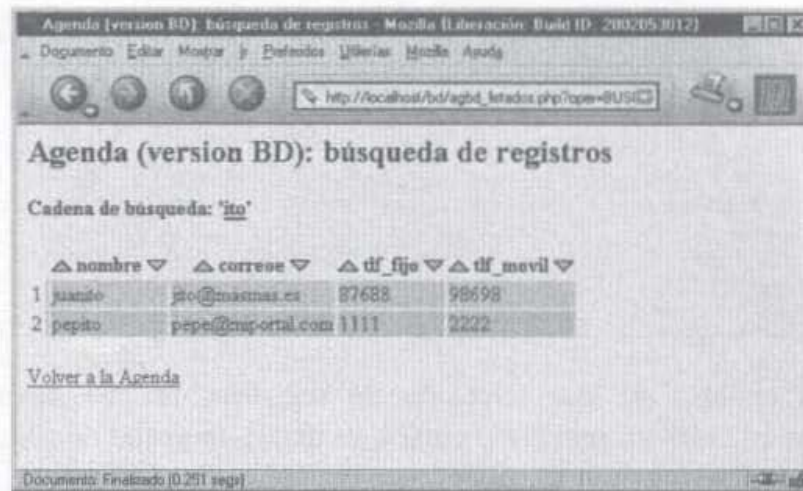 Agenda (version BD): búsqueda de registros - Mozilla {Liberación: Build ID: 2002053012}
Documento Editar Mostrar Ir Preferidos Utilerías Mozilla Ayuda
http://localhost/bd/agbd_listados.php?oper=BUSC
Agenda (version BD): búsqueda de registros
Cadena de búsqueda: "ito"
nombre correoe tlf_fijo tlf_movil
1 juanito jito@masmas.es 87688 98698
2 pepito pepe@miportal.com 1111 2222
Volver a la Agenda
Documento: Finalizado (0.251 segs)